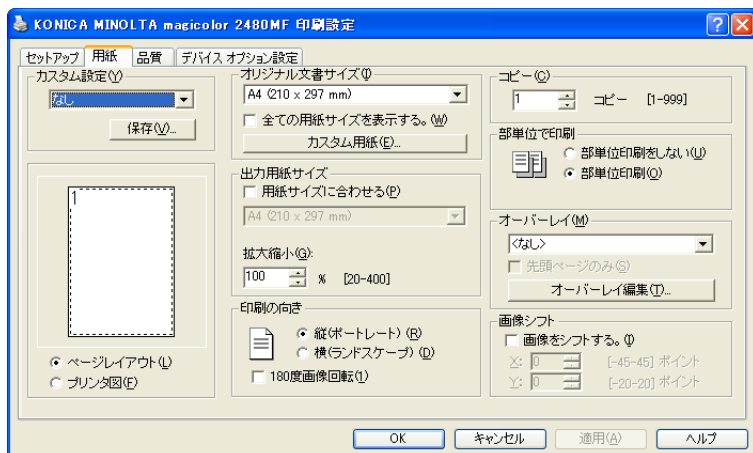 KONICA MINOLTA magicolor 2480MF 印刷設定
セットアップ 用紙 品質 デバイス オプション設定
カスタム設定(Y)
なし
保存(V)...
1
ページレイアウト(L)
プリンタ図(F)
オリジナル文書サイズ(I)
A4 (210 x 297 mm)
全ての用紙サイズを表示する。(W)
カスタム用紙(E)...
出力用紙サイズ
用紙サイズに合わせる(P)
A4 (210 x 297 mm)
拡大縮小(G):
100 % [20-400]
印刷の向き
縦(ポートレート) (R)
横(ランドスケープ) (D)
180度画像回転(1)
コピー(C)
1 コピー [1-999]
部単位で印刷
部単位印刷をしない(U)
部単位印刷(O)
オーバーレイ(M)
<なし>
先頭ページのみ(S)
オーバーレイ編集(T)...
画像シフト
画像をシフトする。(I)
X: 0 [-45-45] ポイント
Y: 0 [-20-20] ポイント
OK キャンセル 適用(A) ヘルプ